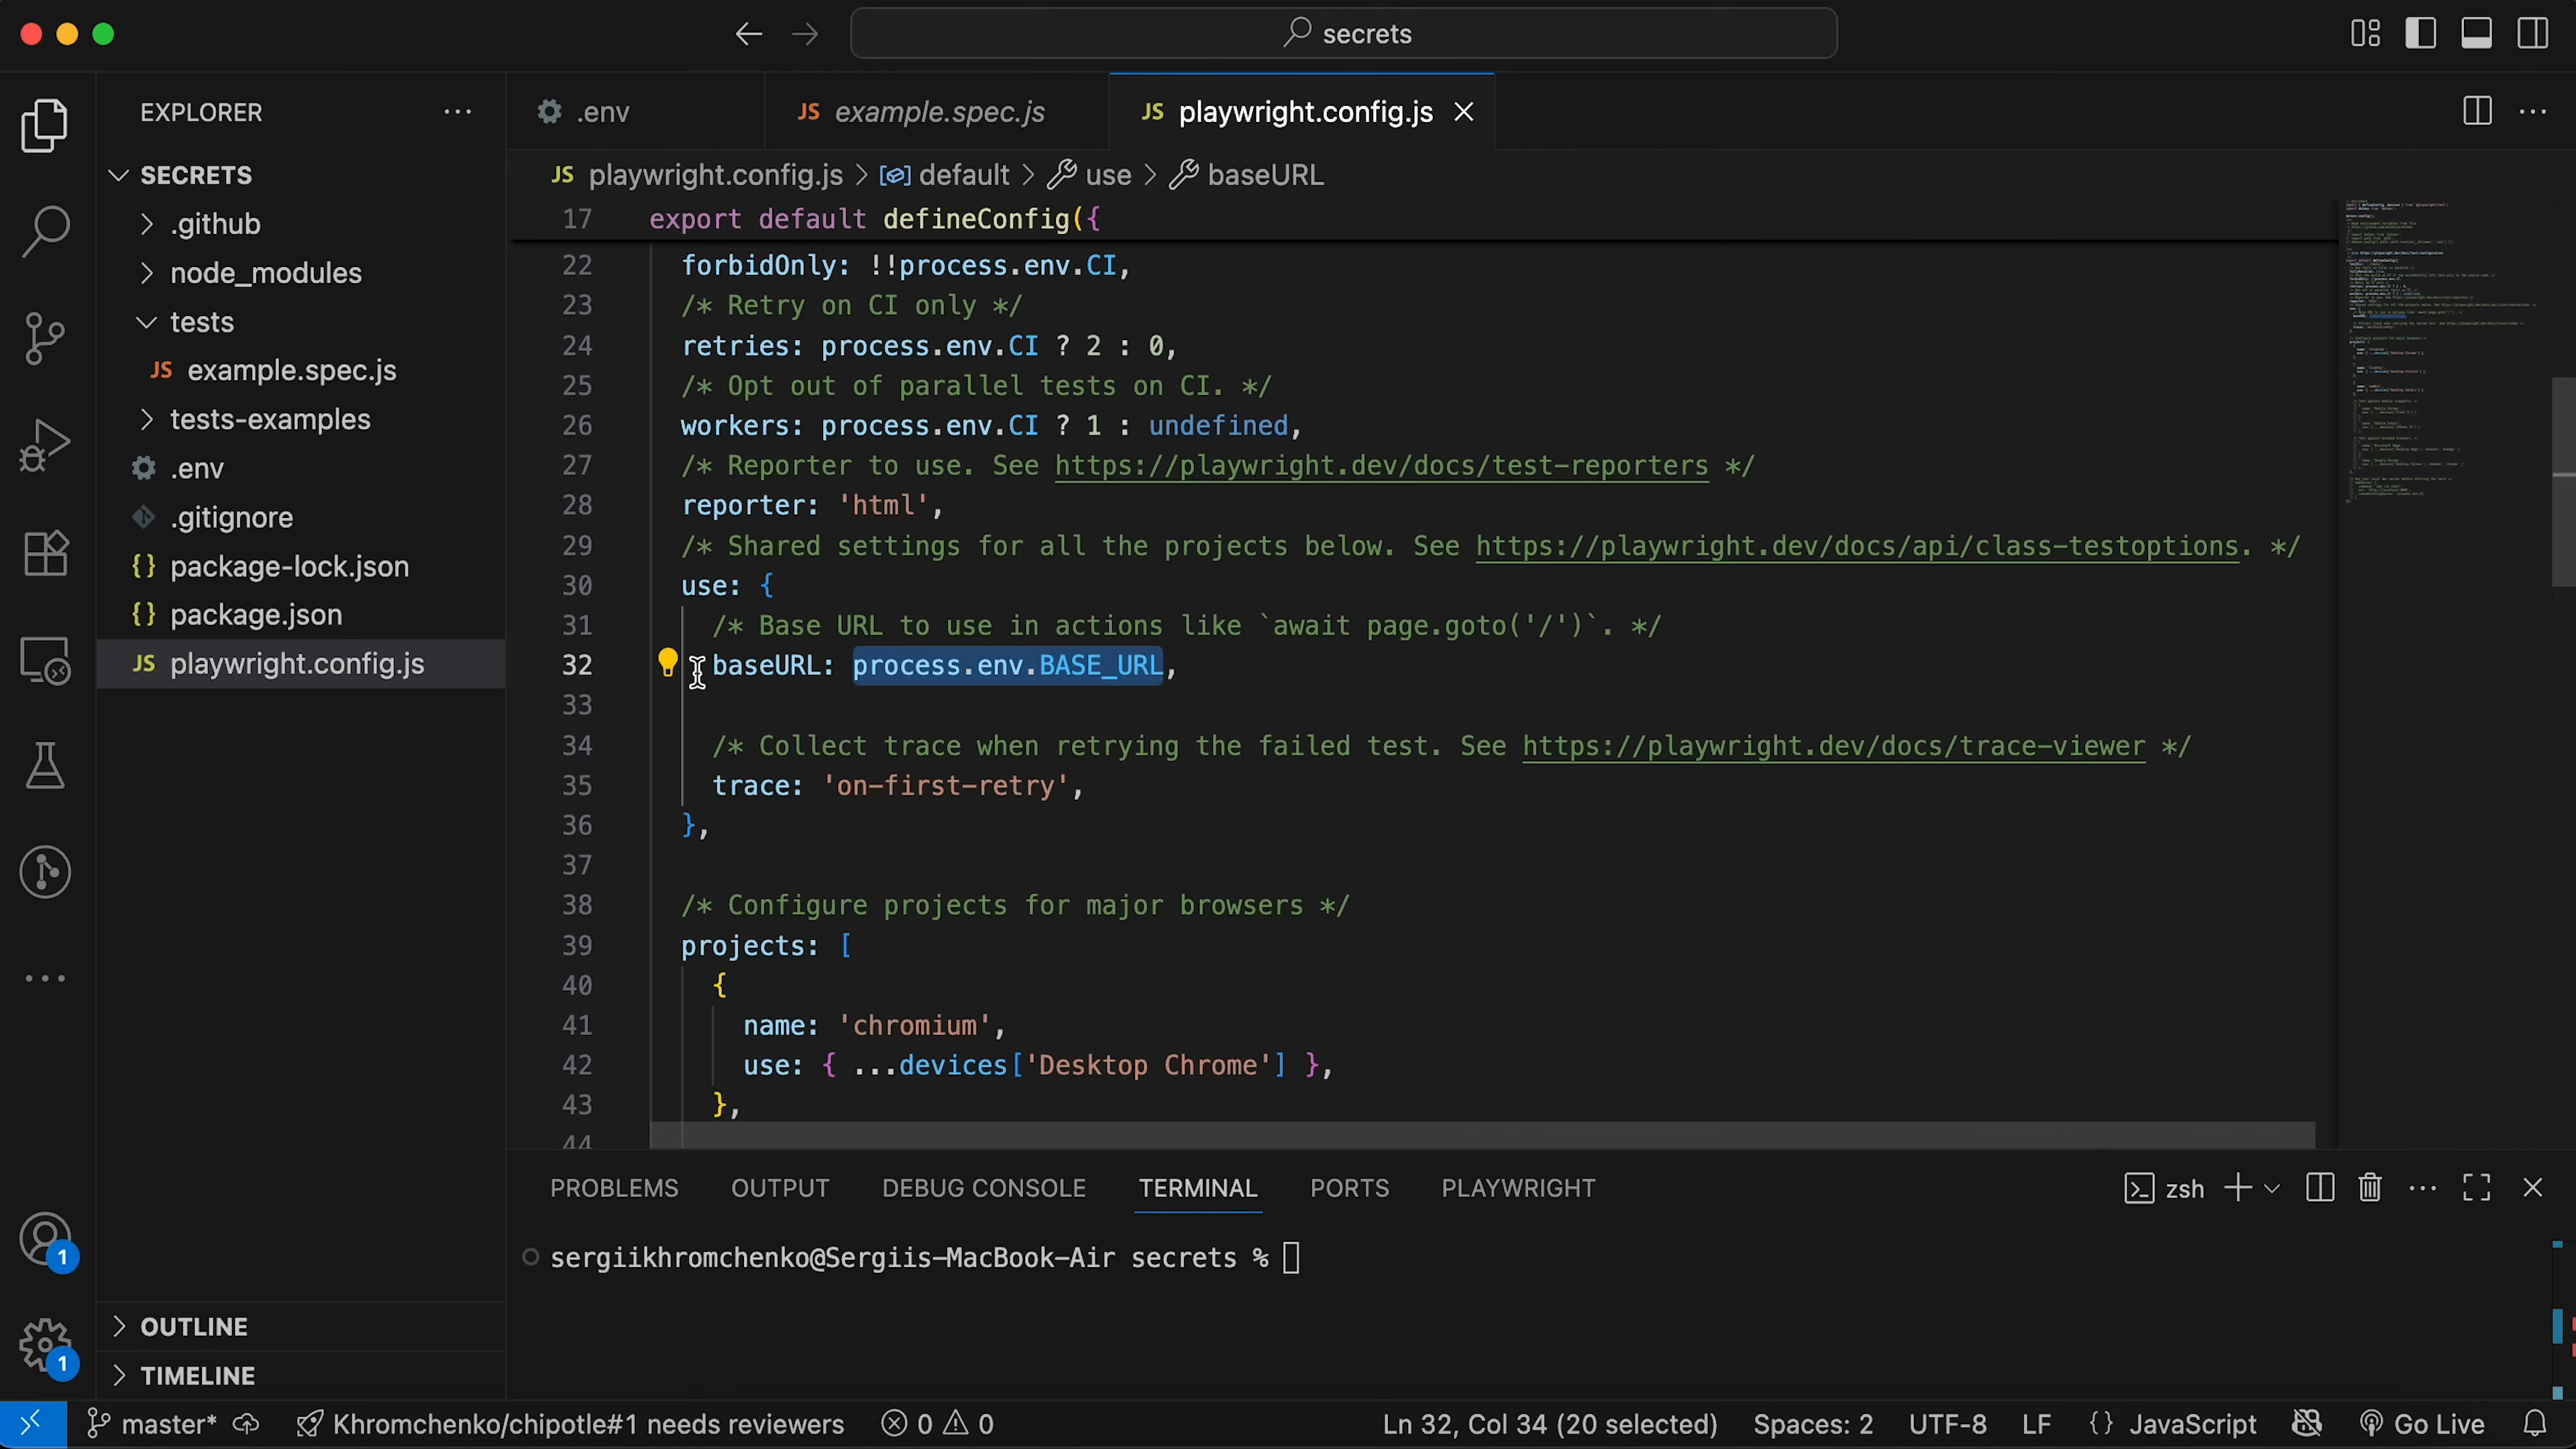 secrets
EXPLORER
SECRETS
.github
node_modules
tests
JS example.spec.js
tests-examples
.env
.gitignore
{} package-lock.json
{} package.json
JS playwright.config.js
OUTLINE
TIMELINE
.env
JS example.spec.js
JS playwright.config.js
JS playwright.config.js > default > use > baseURL
17 export default defineConfig({
22 forbidOnly: !!process.env.CI,
23 /* Retry on CI only */
24 retries: process.env.CI ? 2 : 0,
25 /* Opt out of parallel tests on CI. */
26 workers: process.env.CI ? 1 : undefined,
27 /* Reporter to use. See https://playwright.dev/docs/test-reporters */
28 reporter: 'html',
29 /* Shared settings for all the projects below. See https://playwright.dev/docs/api/class-testoptions. */
30 use: {
31 /* Base URL to use in actions like `await page.goto('/')`. */
32 baseURL: process.env.BASE_URL,
33
34 /* Collect trace when retrying the failed test. See https://playwright.dev/docs/trace-viewer */
35 trace: 'on-first-retry',
36 },
37
38 /* Configure projects for major browsers */
39 projects: [
40 {
41 name: 'chromium',
42 use: { ...devices['Desktop Chrome'] },
43 },
44
PROBLEMS OUTPUT DEBUG CONSOLE TERMINAL PORTS PLAYWRIGHT
zsh
sergiikhromchenko@Sergiis-MacBook-Air secrets %
1
1
master* Khromchenko/chipotle#1 needs reviewers 0 0 Ln 32, Col 34 (20 selected) Spaces: 2 UTF-8 LF {} JavaScript Go Live